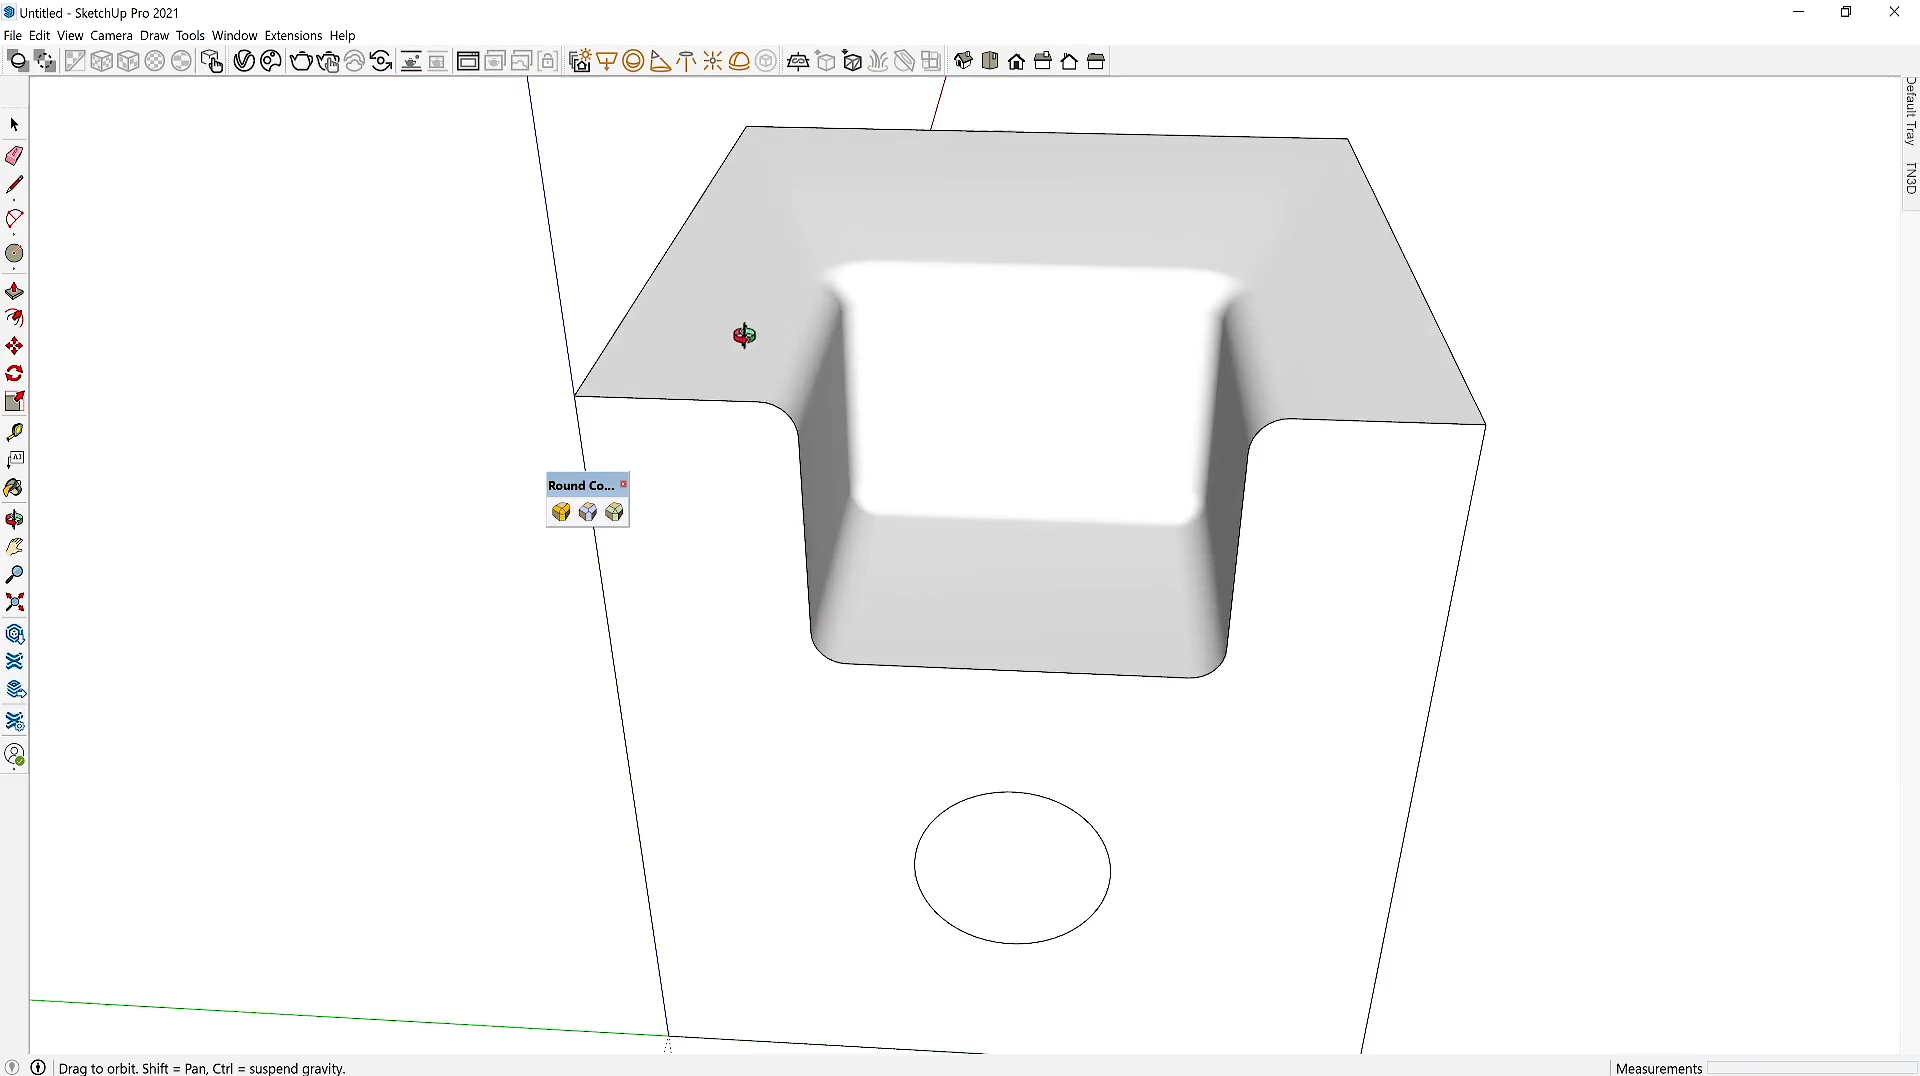 Untitled - SketchUp Pro 2021
File Edit View Camera Draw Tools Window Extensions Help
Default Tray
TN3D
A1
Round Co...
Drag to orbit. Shift = Pan, Ctrl = suspend gravity.
Measurements